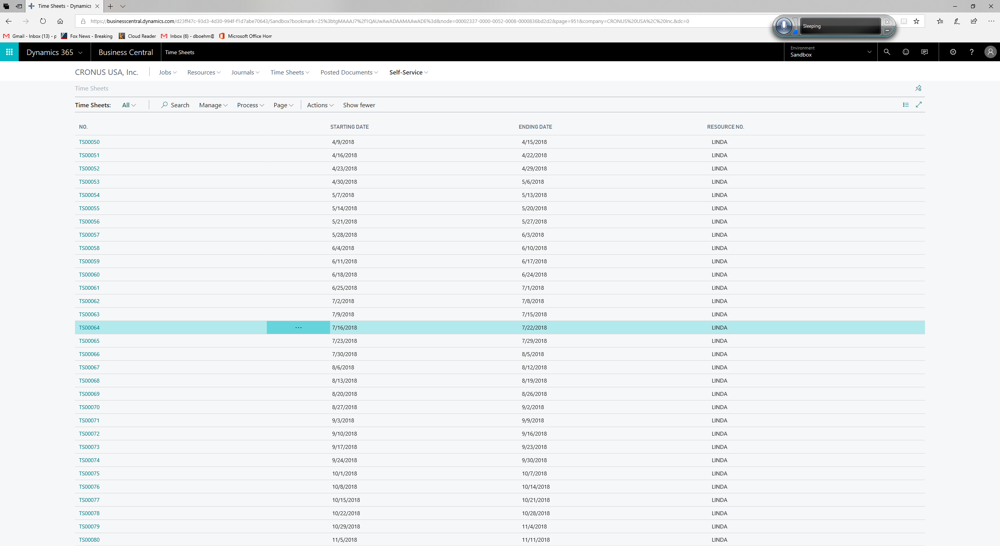 Time Sheets - Dynamics
https://businesscentral.dynamics.com/d23ff47c-93d3-4d30-994f-f1d7abe70643/Sandbox?bookmark=25%3btgMAAAJ7%2f1QAUwAwADAAMAAwADE%3d&node=00002337-0000-0052-0008-0000836bd2d2&page=951&company=CRONUS%20USA%2C%20Inc.&dc=0
Sleeping
Gmail - Inbox (13) - p Fox News - Breaking Cloud Reader Inbox (6) - dboehm@ Microsoft Office Hom
Dynamics 365 Business Central Time Sheets Environment
Sandbox
CRONUS USA, Inc. Jobs Resources Journals Time Sheets Posted Documents Self-Service
Time Sheets
Time Sheets: All Search Manage Process Page Actions Show fewer
NO. STARTING DATE ENDING DATE RESOURCE NO.
TS00050 4/9/2018 4/15/2018 LINDA
TS00051 4/16/2018 4/22/2018 LINDA
TS00052 4/23/2018 4/29/2018 LINDA
TS00053 4/30/2018 5/6/2018 LINDA
TS00054 5/7/2018 5/13/2018 LINDA
TS00055 5/14/2018 5/20/2018 LINDA
TS00056 5/21/2018 5/27/2018 LINDA
TS00057 5/28/2018 6/3/2018 LINDA
TS00058 6/4/2018 6/10/2018 LINDA
TS00059 6/11/2018 6/17/2018 LINDA
TS00060 6/18/2018 6/24/2018 LINDA
TS00061 6/25/2018 7/1/2018 LINDA
TS00062 7/2/2018 7/8/2018 LINDA
TS00063 7/9/2018 7/15/2018 LINDA
TS00064 ... 7/16/2018 7/22/2018 LINDA
TS00065 7/23/2018 7/29/2018 LINDA
TS00066 7/30/2018 8/5/2018 LINDA
TS00067 8/6/2018 8/12/2018 LINDA
TS00068 8/13/2018 8/19/2018 LINDA
TS00069 8/20/2018 8/26/2018 LINDA
TS00070 8/27/2018 9/2/2018 LINDA
TS00071 9/3/2018 9/9/2018 LINDA
TS00072 9/10/2018 9/16/2018 LINDA
TS00073 9/17/2018 9/23/2018 LINDA
TS00074 9/24/2018 9/30/2018 LINDA
TS00075 10/1/2018 10/7/2018 LINDA
TS00076 10/8/2018 10/14/2018 LINDA
TS00077 10/15/2018 10/21/2018 LINDA
TS00078 10/22/2018 10/28/2018 LINDA
TS00079 10/29/2018 11/4/2018 LINDA
TS00080 11/5/2018 11/11/2018 LINDA